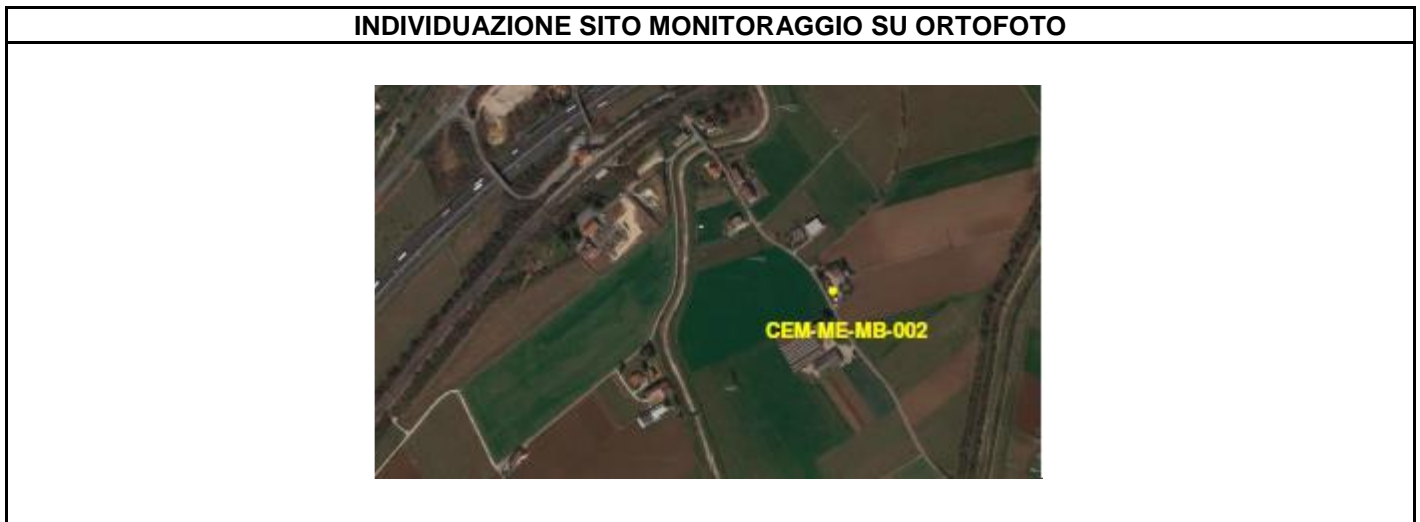 INDIVIDUAZIONE SITO MONITORAGGIO SU ORTOFOTO
CEM-ME-MB-002